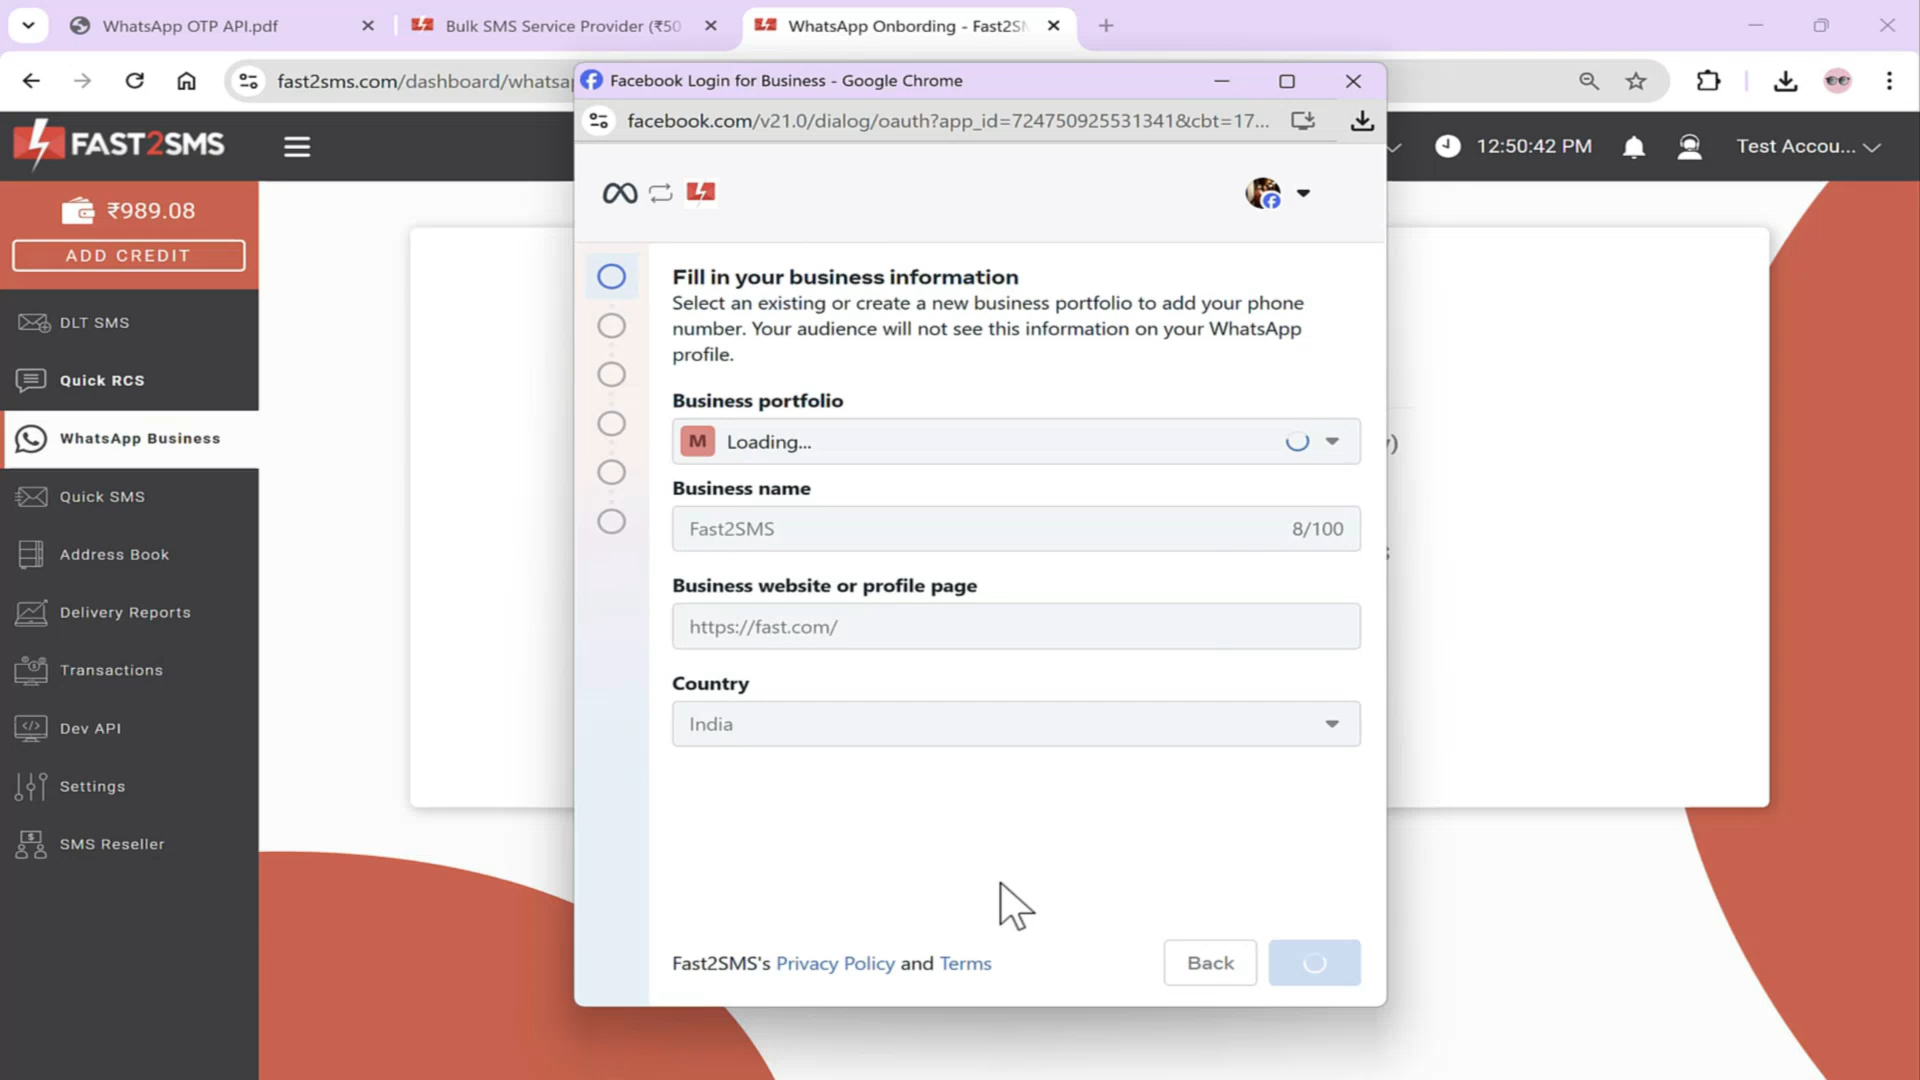 WhatsApp OTP API.pdf
Bulk SMS Service Provider (₹50
WhatsApp Onbording - Fast2SM
fast2sms.com/dashboard/whatsa
Facebook Login for Business - Google Chrome
facebook.com/v21.0/dialog/oauth?app_id=724750925531341&cbt=17...
FAST2SMS
12:50:42 PM
Test Accou...
₹989.08
ADD CREDIT
DLT SMS
Quick RCS
WhatsApp Business
Quick SMS
Address Book
Delivery Reports
Transactions
Dev API
Settings
SMS Reseller
Fill in your business information
Select an existing or create a new business portfolio to add your phone
number. Your audience will not see this information on your WhatsApp
profile.
Business portfolio
M Loading...
Business name
Fast2SMS 8/100
Business website or profile page
https://fast.com/
Country
India
Fast2SMS's Privacy Policy and Terms
Back